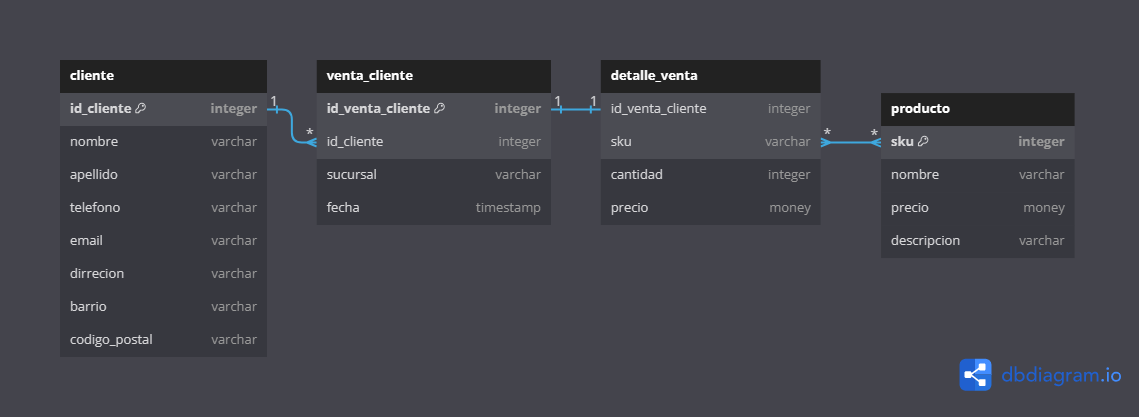 cliente
id_cliente integer
nombre varchar
apellido varchar
telefono varchar
email varchar
dirrecion varchar
barrio varchar
codigo_postal varchar
1
*
venta_cliente
id_venta_cliente integer
id_cliente integer
sucursal varchar
fecha timestamp
1 1
detalle_venta
id_venta_cliente integer
sku varchar
cantidad integer
precio money
* *
producto
sku integer
nombre varchar
precio money
descripcion varchar
dbdiagram.io